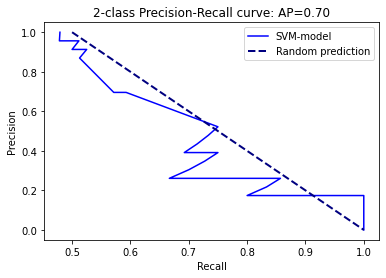 2-class Precision-Recall curve: AP=0.70
SVM-model
Random prediction
Precision
1.0
0.8
0.6
0.4
0.2
0.0
0.5
0.6
0.7
0.8
0.9
1.0
Recall